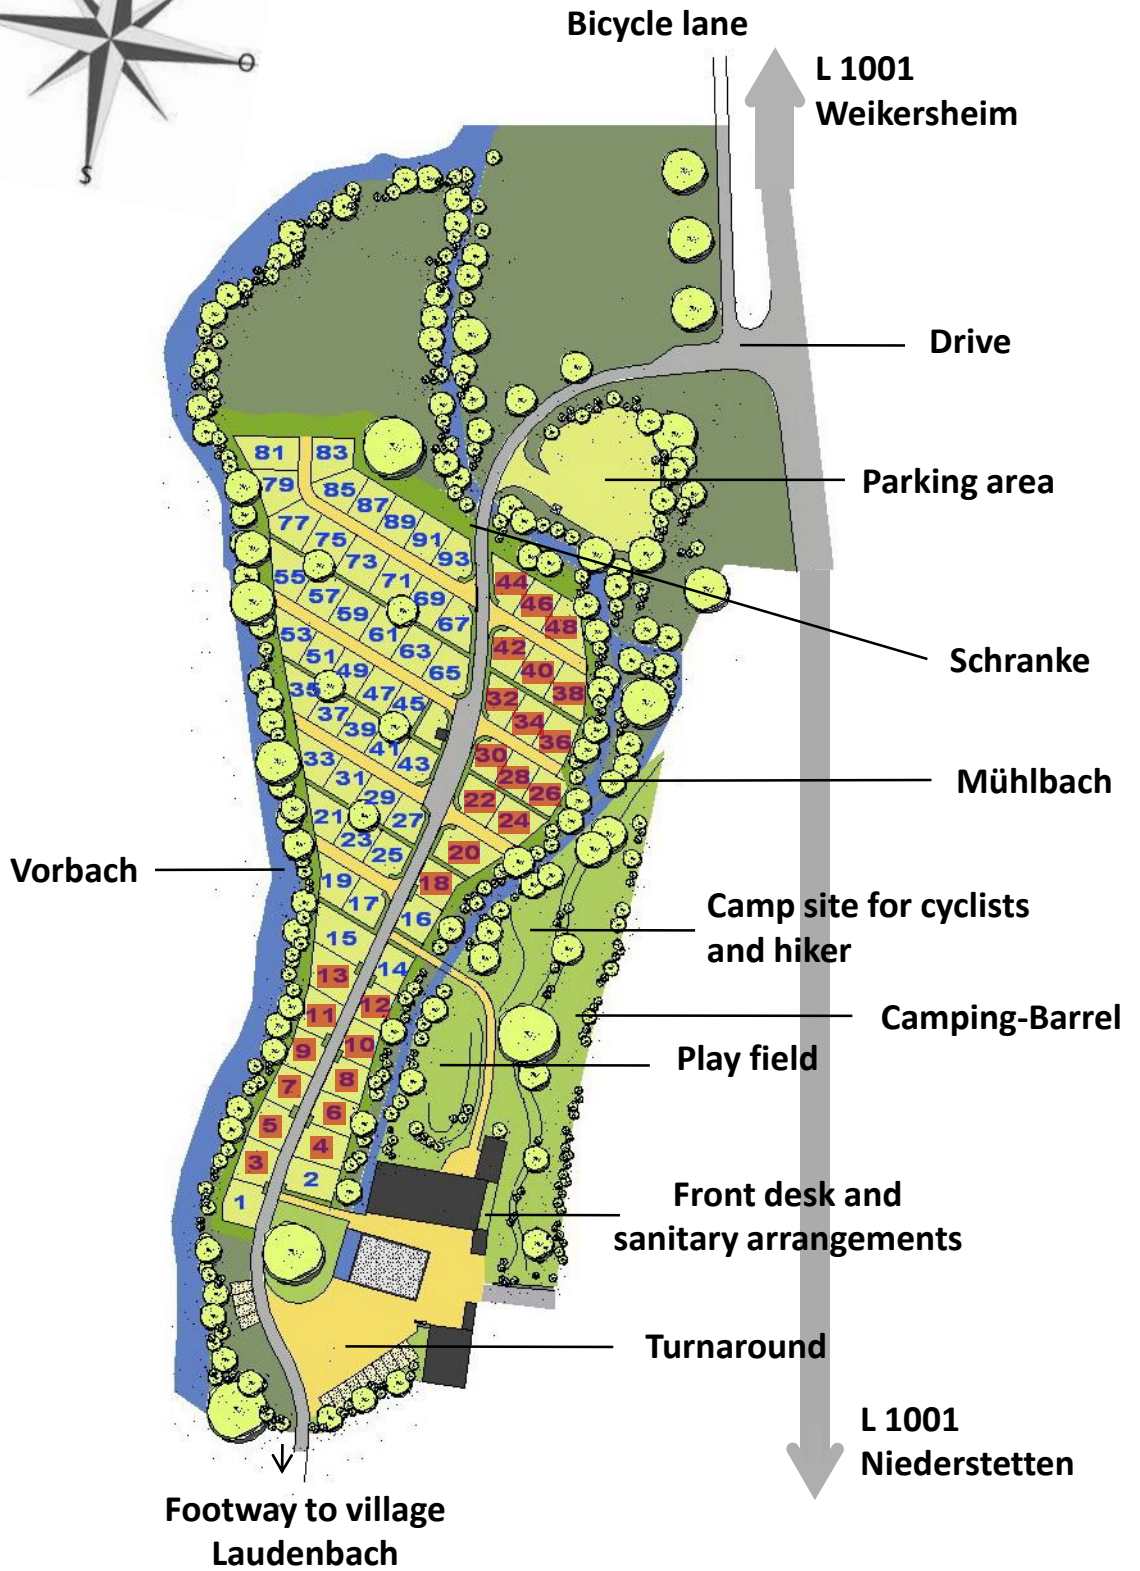 Bicycle lane
L 1001
Weikersheim
O
S
Drive
Parking area
Schranke
Mühlbach
Vorbach
Camp site for cyclists
and hiker
Camping-Barrel
Play field
Front desk and
sanitary arrangements
Turnaround
L 1001
Niederstetten
Footway to village
Laudenbach
81 83
79 85
87
77 89
75 91
73 93
55 71 44
57 69 46
59 67 48
53 61 42
51 63 40
49 65 38
35 47 32
37 45 34
39 36
41 30
33 43 28
31 26
29 22
21 27 24
23 20
25
19 18
17 16
15 14
13 12
11 10
9 8
7 6
5 4
3 2
1